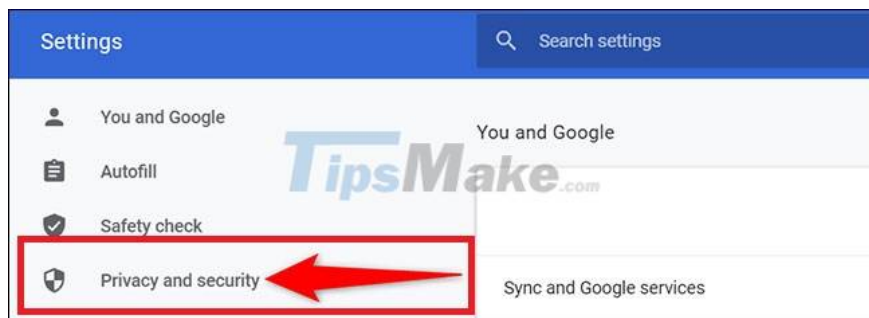 Settings
Search settings
You and Google
Autofill
Safety check
Privacy and security
You and Google
TipsMake.com
Sync and Google services